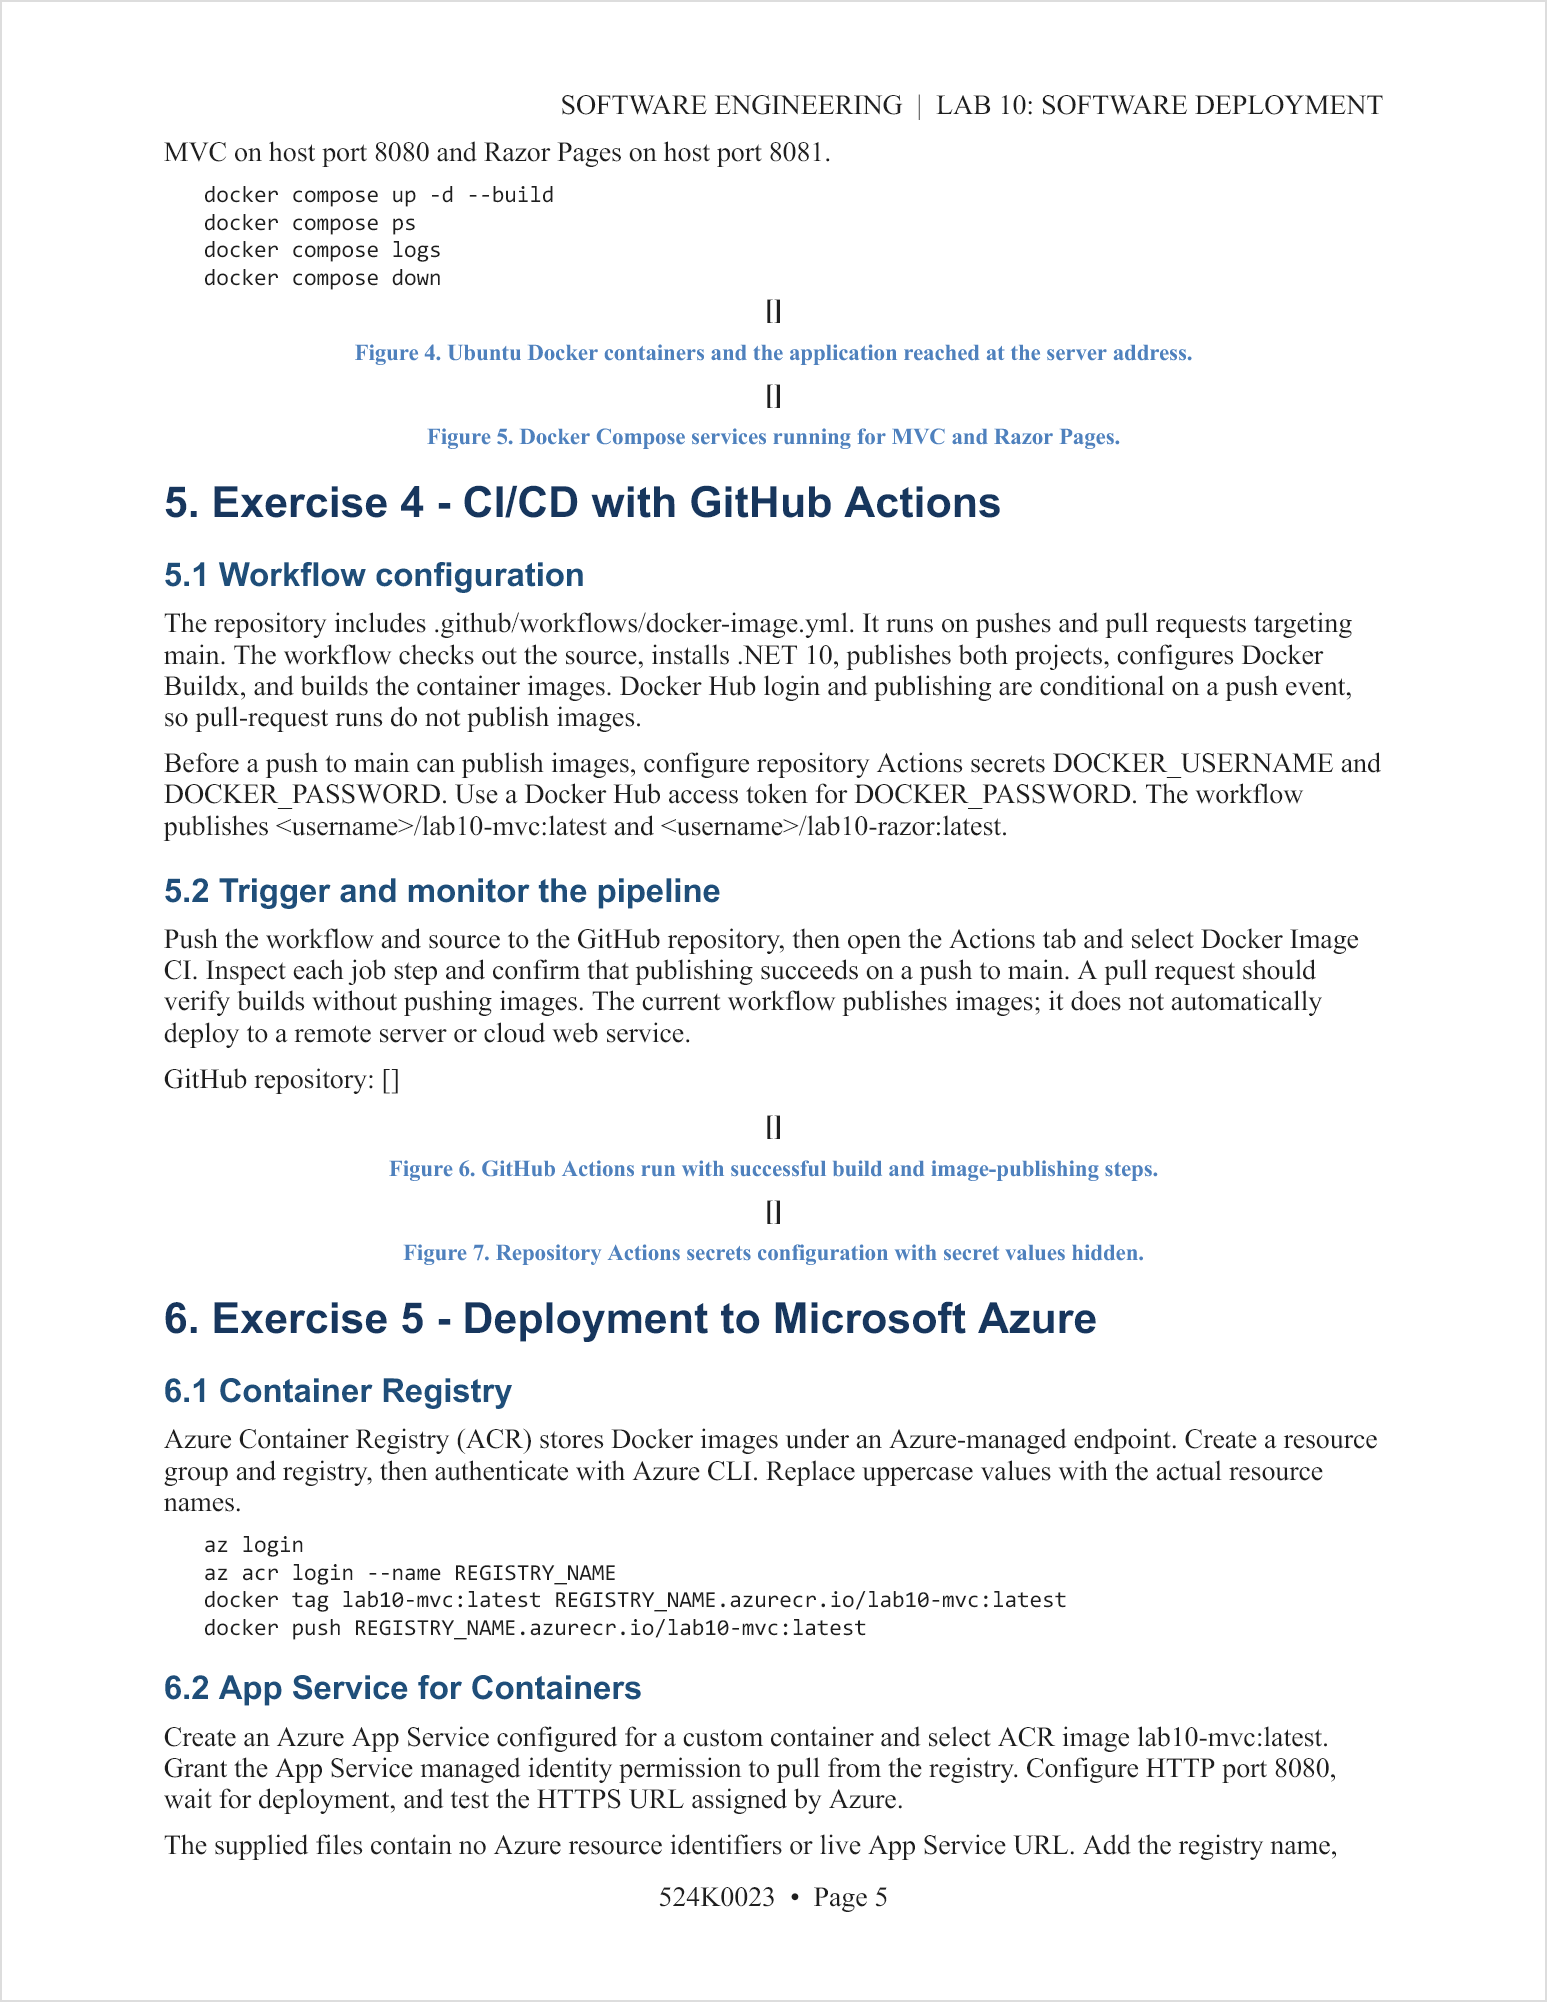 SOFTWARE ENGINEERING | LAB 10: SOFTWARE DEPLOYMENT
MVC on host port 8080 and Razor Pages on host port 8081.
docker compose up -d --build
docker compose ps
docker compose logs
docker compose down
[]
Figure 4. Ubuntu Docker containers and the application reached at the server address.
[]
Figure 5. Docker Compose services running for MVC and Razor Pages.
5. Exercise 4 - CI/CD with GitHub Actions
5.1 Workflow configuration
The repository includes .github/workflows/docker-image.yml. It runs on pushes and pull requests targeting
main. The workflow checks out the source, installs .NET 10, publishes both projects, configures Docker
Buildx, and builds the container images. Docker Hub login and publishing are conditional on a push event,
so pull-request runs do not publish images.
Before a push to main can publish images, configure repository Actions secrets DOCKER_USERNAME and
DOCKER_PASSWORD. Use a Docker Hub access token for DOCKER_PASSWORD. The workflow
publishes <username>/lab10-mvc:latest and <username>/lab10-razor:latest.
5.2 Trigger and monitor the pipeline
Push the workflow and source to the GitHub repository, then open the Actions tab and select Docker Image
CI. Inspect each job step and confirm that publishing succeeds on a push to main. A pull request should
verify builds without pushing images. The current workflow publishes images; it does not automatically
deploy to a remote server or cloud web service.
GitHub repository: []
[]
Figure 6. GitHub Actions run with successful build and image-publishing steps.
[]
Figure 7. Repository Actions secrets configuration with secret values hidden.
6. Exercise 5 - Deployment to Microsoft Azure
6.1 Container Registry
Azure Container Registry (ACR) stores Docker images under an Azure-managed endpoint. Create a resource
group and registry, then authenticate with Azure CLI. Replace uppercase values with the actual resource
names.
az login
az acr login --name REGISTRY_NAME
docker tag lab10-mvc:latest REGISTRY_NAME.azurecr.io/lab10-mvc:latest
docker push REGISTRY_NAME.azurecr.io/lab10-mvc:latest
6.2 App Service for Containers
Create an Azure App Service configured for a custom container and select ACR image lab10-mvc:latest.
Grant the App Service managed identity permission to pull from the registry. Configure HTTP port 8080,
wait for deployment, and test the HTTPS URL assigned by Azure.
The supplied files contain no Azure resource identifiers or live App Service URL. Add the registry name,
524K0023 • Page 5